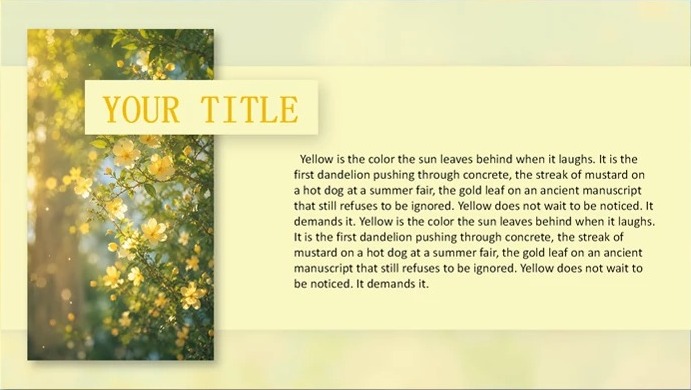 YOUR TITLE
Yellow is the color the sun leaves behind when it laughs. It is the
first dandelion pushing through concrete, the streak of mustard on
a hot dog at a summer fair, the gold leaf on an ancient manuscript
that still refuses to be ignored. Yellow does not wait to be noticed. It
demands it. Yellow is the color the sun leaves behind when it laughs.
It is the first dandelion pushing through concrete, the streak of
mustard on a hot dog at a summer fair, the gold leaf on an ancient
manuscript that still refuses to be ignored. Yellow does not wait to
be noticed. It demands it.